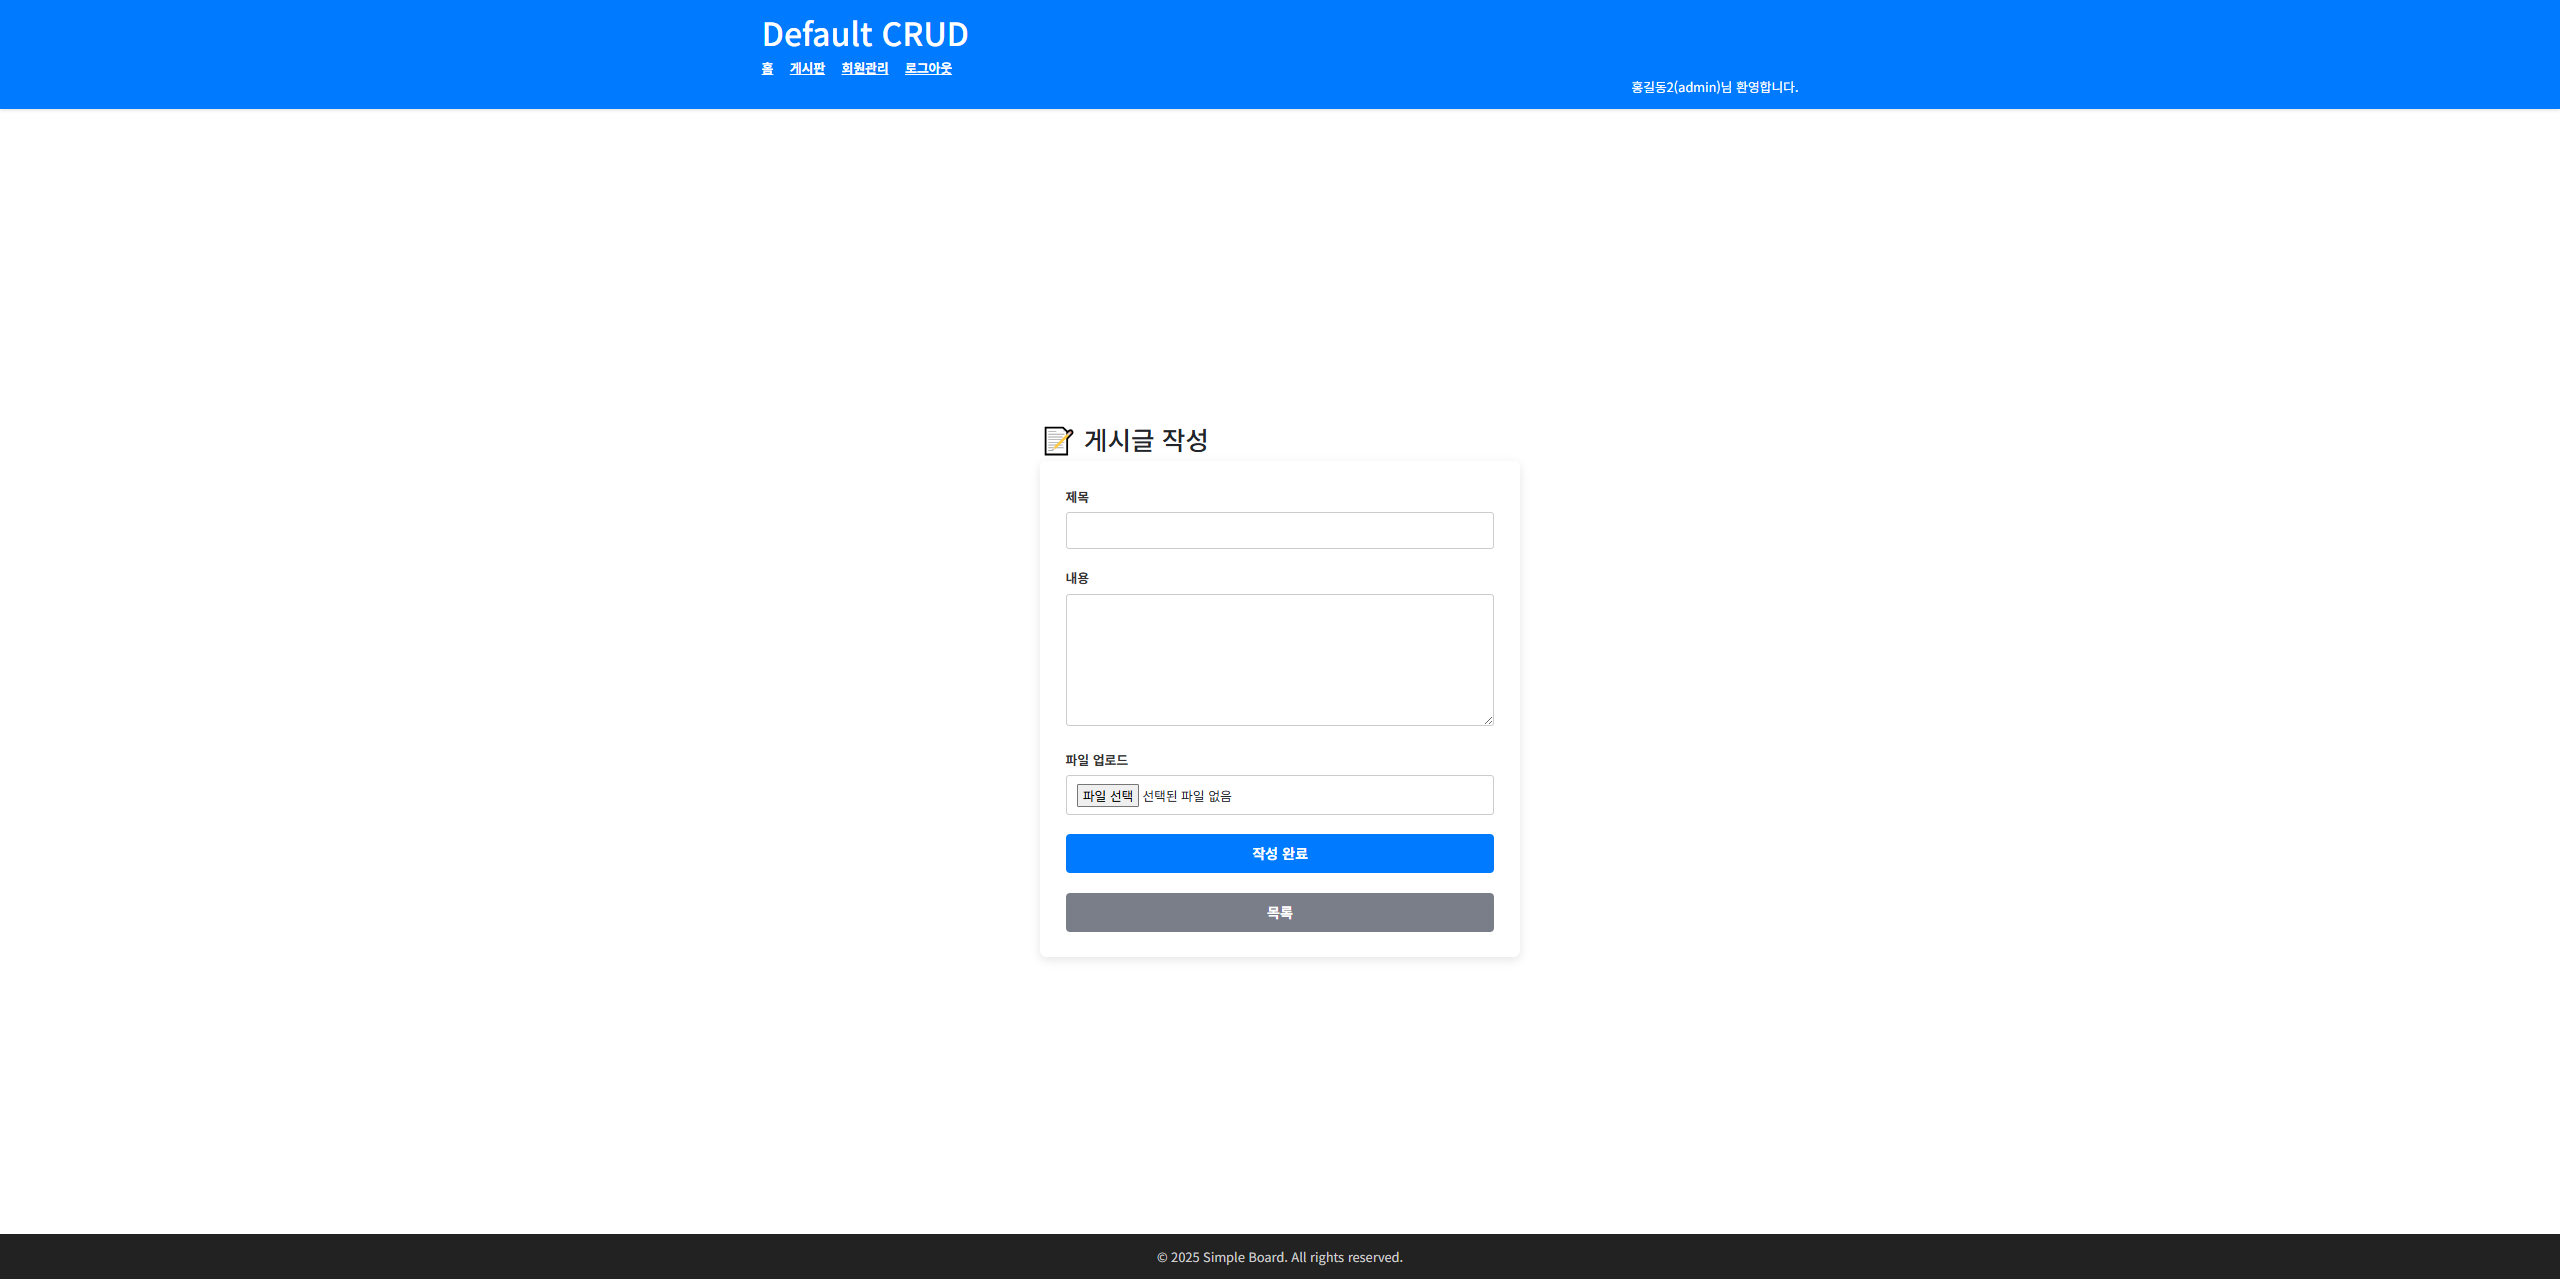 Default CRUD
홈 게시판 회원관리 로그아웃
홍길동2(admin)님 환영합니다.
📝 게시글 작성
제목
내용
파일 업로드
파일 선택 선택된 파일 없음
작성 완료
목록
© 2025 Simple Board. All rights reserved.